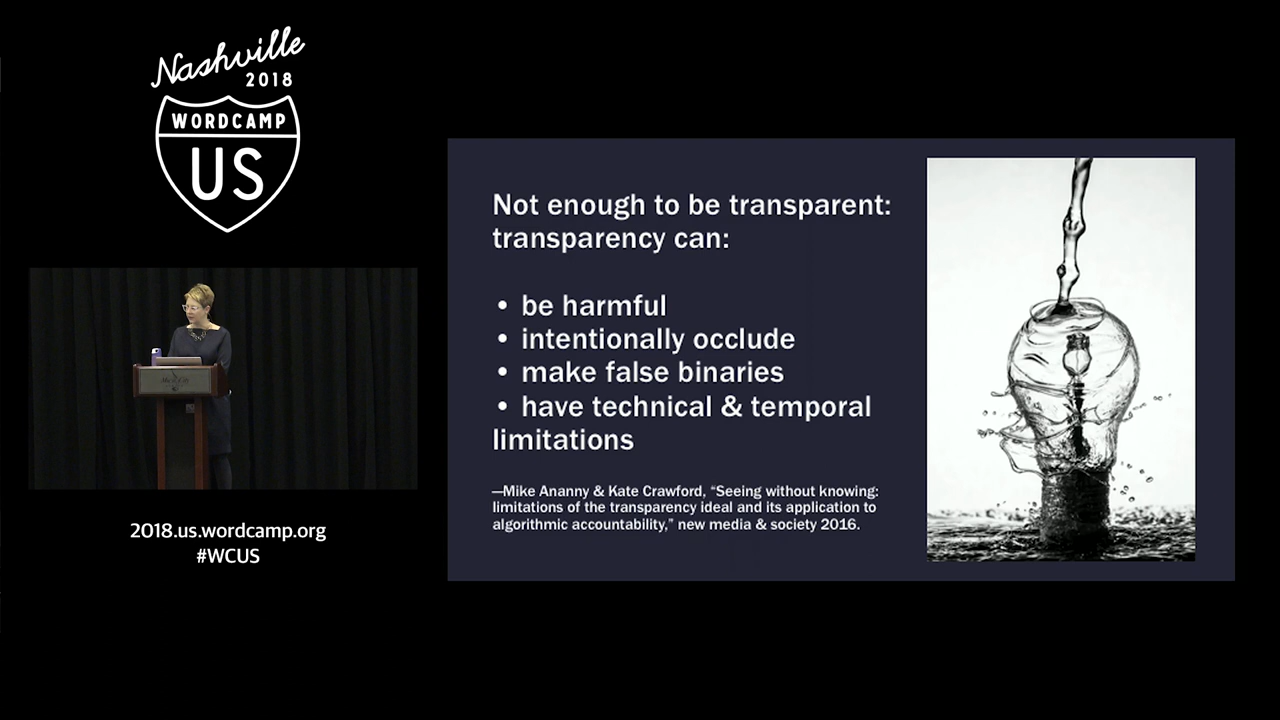 Nashville
2018
WORDCAMP
US
2018.us.wordcamp.org
#WCUS
Not enough to be transparent:
transparency can:
• be harmful
• intentionally occlude
• make false binaries
• have technical & temporal
limitations
—Mike Ananny & Kate Crawford, “Seeing without knowing:
limitations of the transparency ideal and its application to
algorithmic accountability,” new media & society 2016.